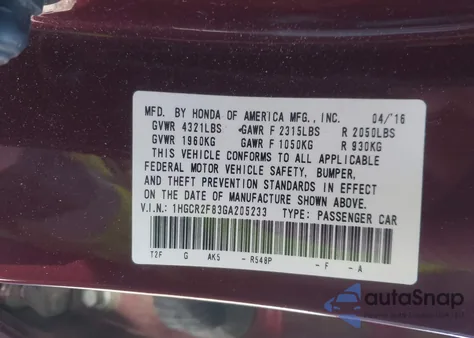 MFD. BY HONDA OF AMERICA MFG., INC. 04/16
GVWR 4321LBS GAWR F 2315LBS R 2050LBS
GVWR 1960KG GAWR F 1050KG R 930KG
THIS VEHICLE CONFORMS TO ALL APPLICABLE
FEDERAL MOTOR VEHICLE SAFETY, BUMPER,
AND THEFT PREVENTION STANDARDS IN EFFECT
ON THE DATE OF MANUFACTURE SHOWN ABOVE.
V.I.N.: 1HGCR2F83GA205233 TYPE: PASSENGER CAR
Y2F G AK5 - R548P - F - A
autoSnap